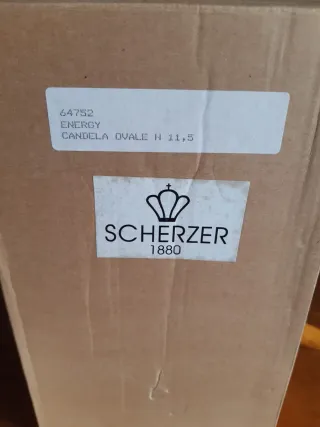 64752
ENERGY
CANDELA OVALE H 11,5
SCHERZER
1880